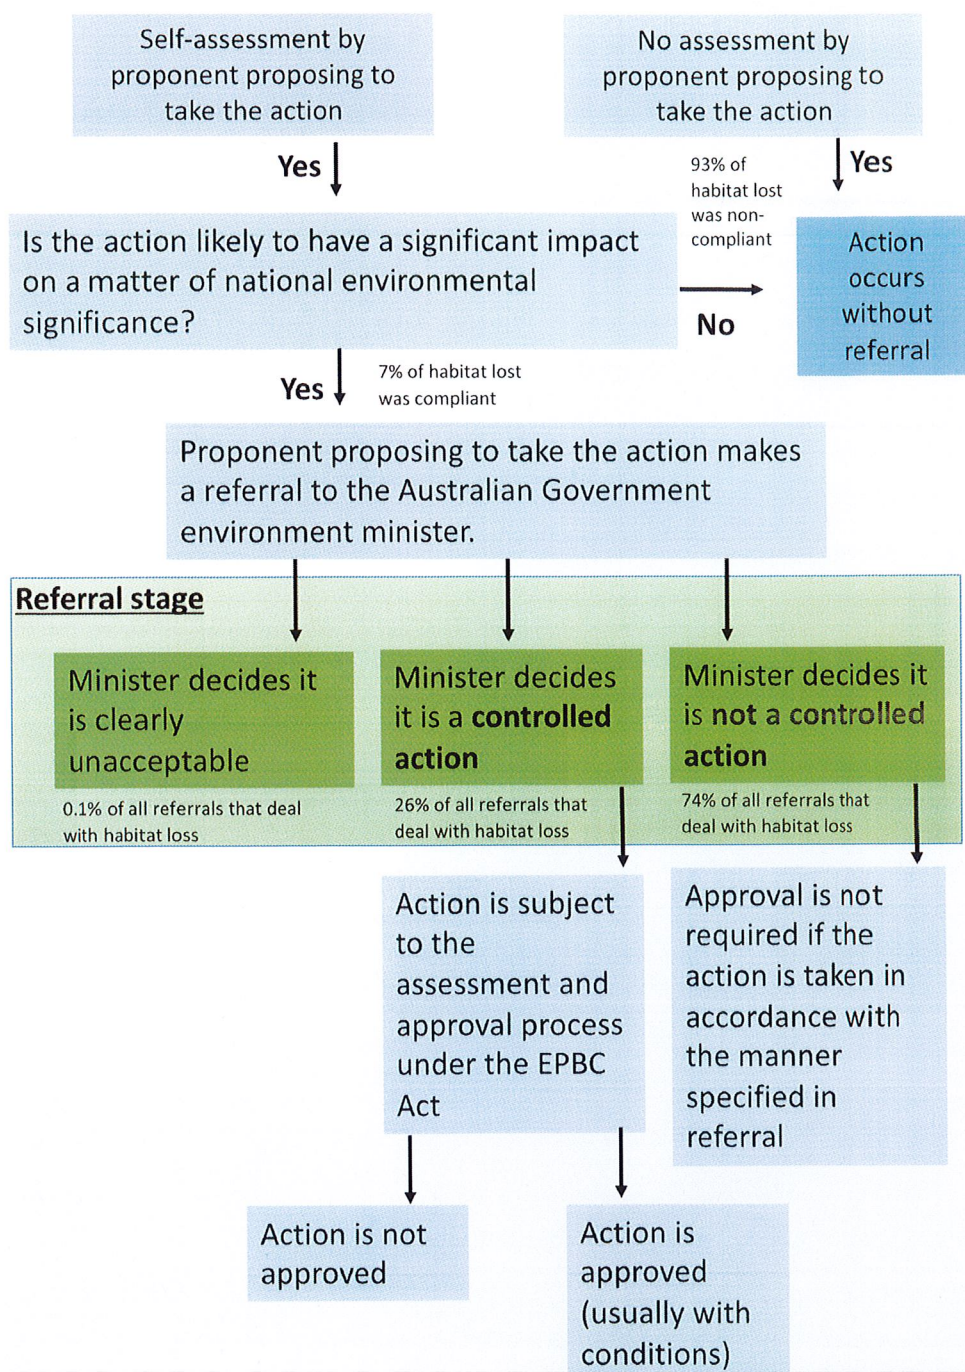 Self-assessment by
proponent proposing to
take the action
No assessment by
proponent proposing to
take the action
Yes
93% of
habitat lost
was non-
compliant
Yes
Is the action likely to have a significant impact
on a matter of national environmental
significance?
No
Action
occurs
without
referral
Yes
7% of habitat lost
was compliant
Proponent proposing to take the action makes
a referral to the Australian Government
environment minister.
Referral stage
Minister decides it
is clearly
unacceptable
0.1% of all referrals that deal
with habitat loss
Minister decides
it is a controlled
action
26% of all referrals that
deal with habitat loss
Minister decides it
is not a controlled
action
74% of all referrals that
deal with habitat loss
Action is subject
to the
assessment and
approval process
under the EPBC
Act
Approval is not
required if the
action is taken in
accordance with
the manner
specified in
referral
Action is not
approved
Action is
approved
(usually with
conditions)